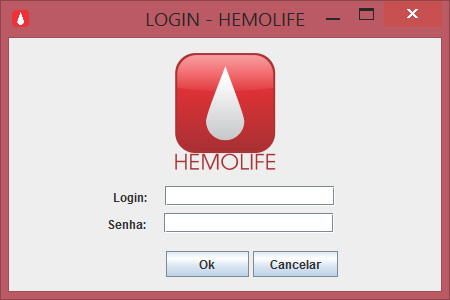 LOGIN - HEMOLIFE
HEMOLIFE
Login:
Senha:
Ok Cancelar